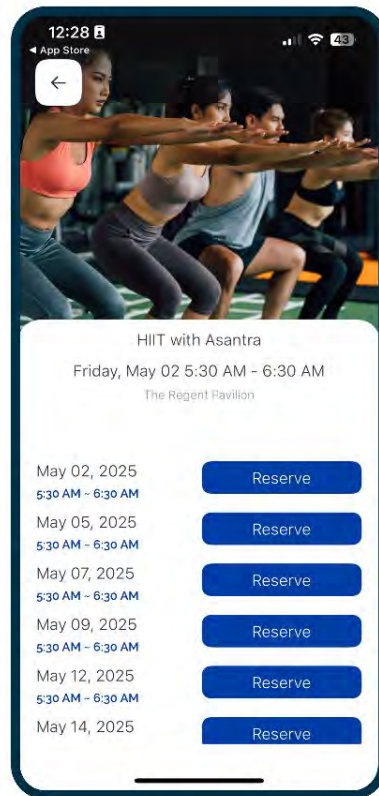 12:28
43
◄ App Store
HIIT with Asantra
Friday, May 02 5:30 AM - 6:30 AM
The Regent Pavilion
May 02, 2025
Reserve
5:30 AM - 6:30 AM
May 05, 2025
Reserve
5:30 AM - 6:30 AM
May 07, 2025
Reserve
5:30 AM - 6:30 AM
May 09, 2025
Reserve
5:30 AM - 6:30 AM
May 12, 2025
Reserve
5:30 AM - 6:30 AM
May 14, 2025
Reserve